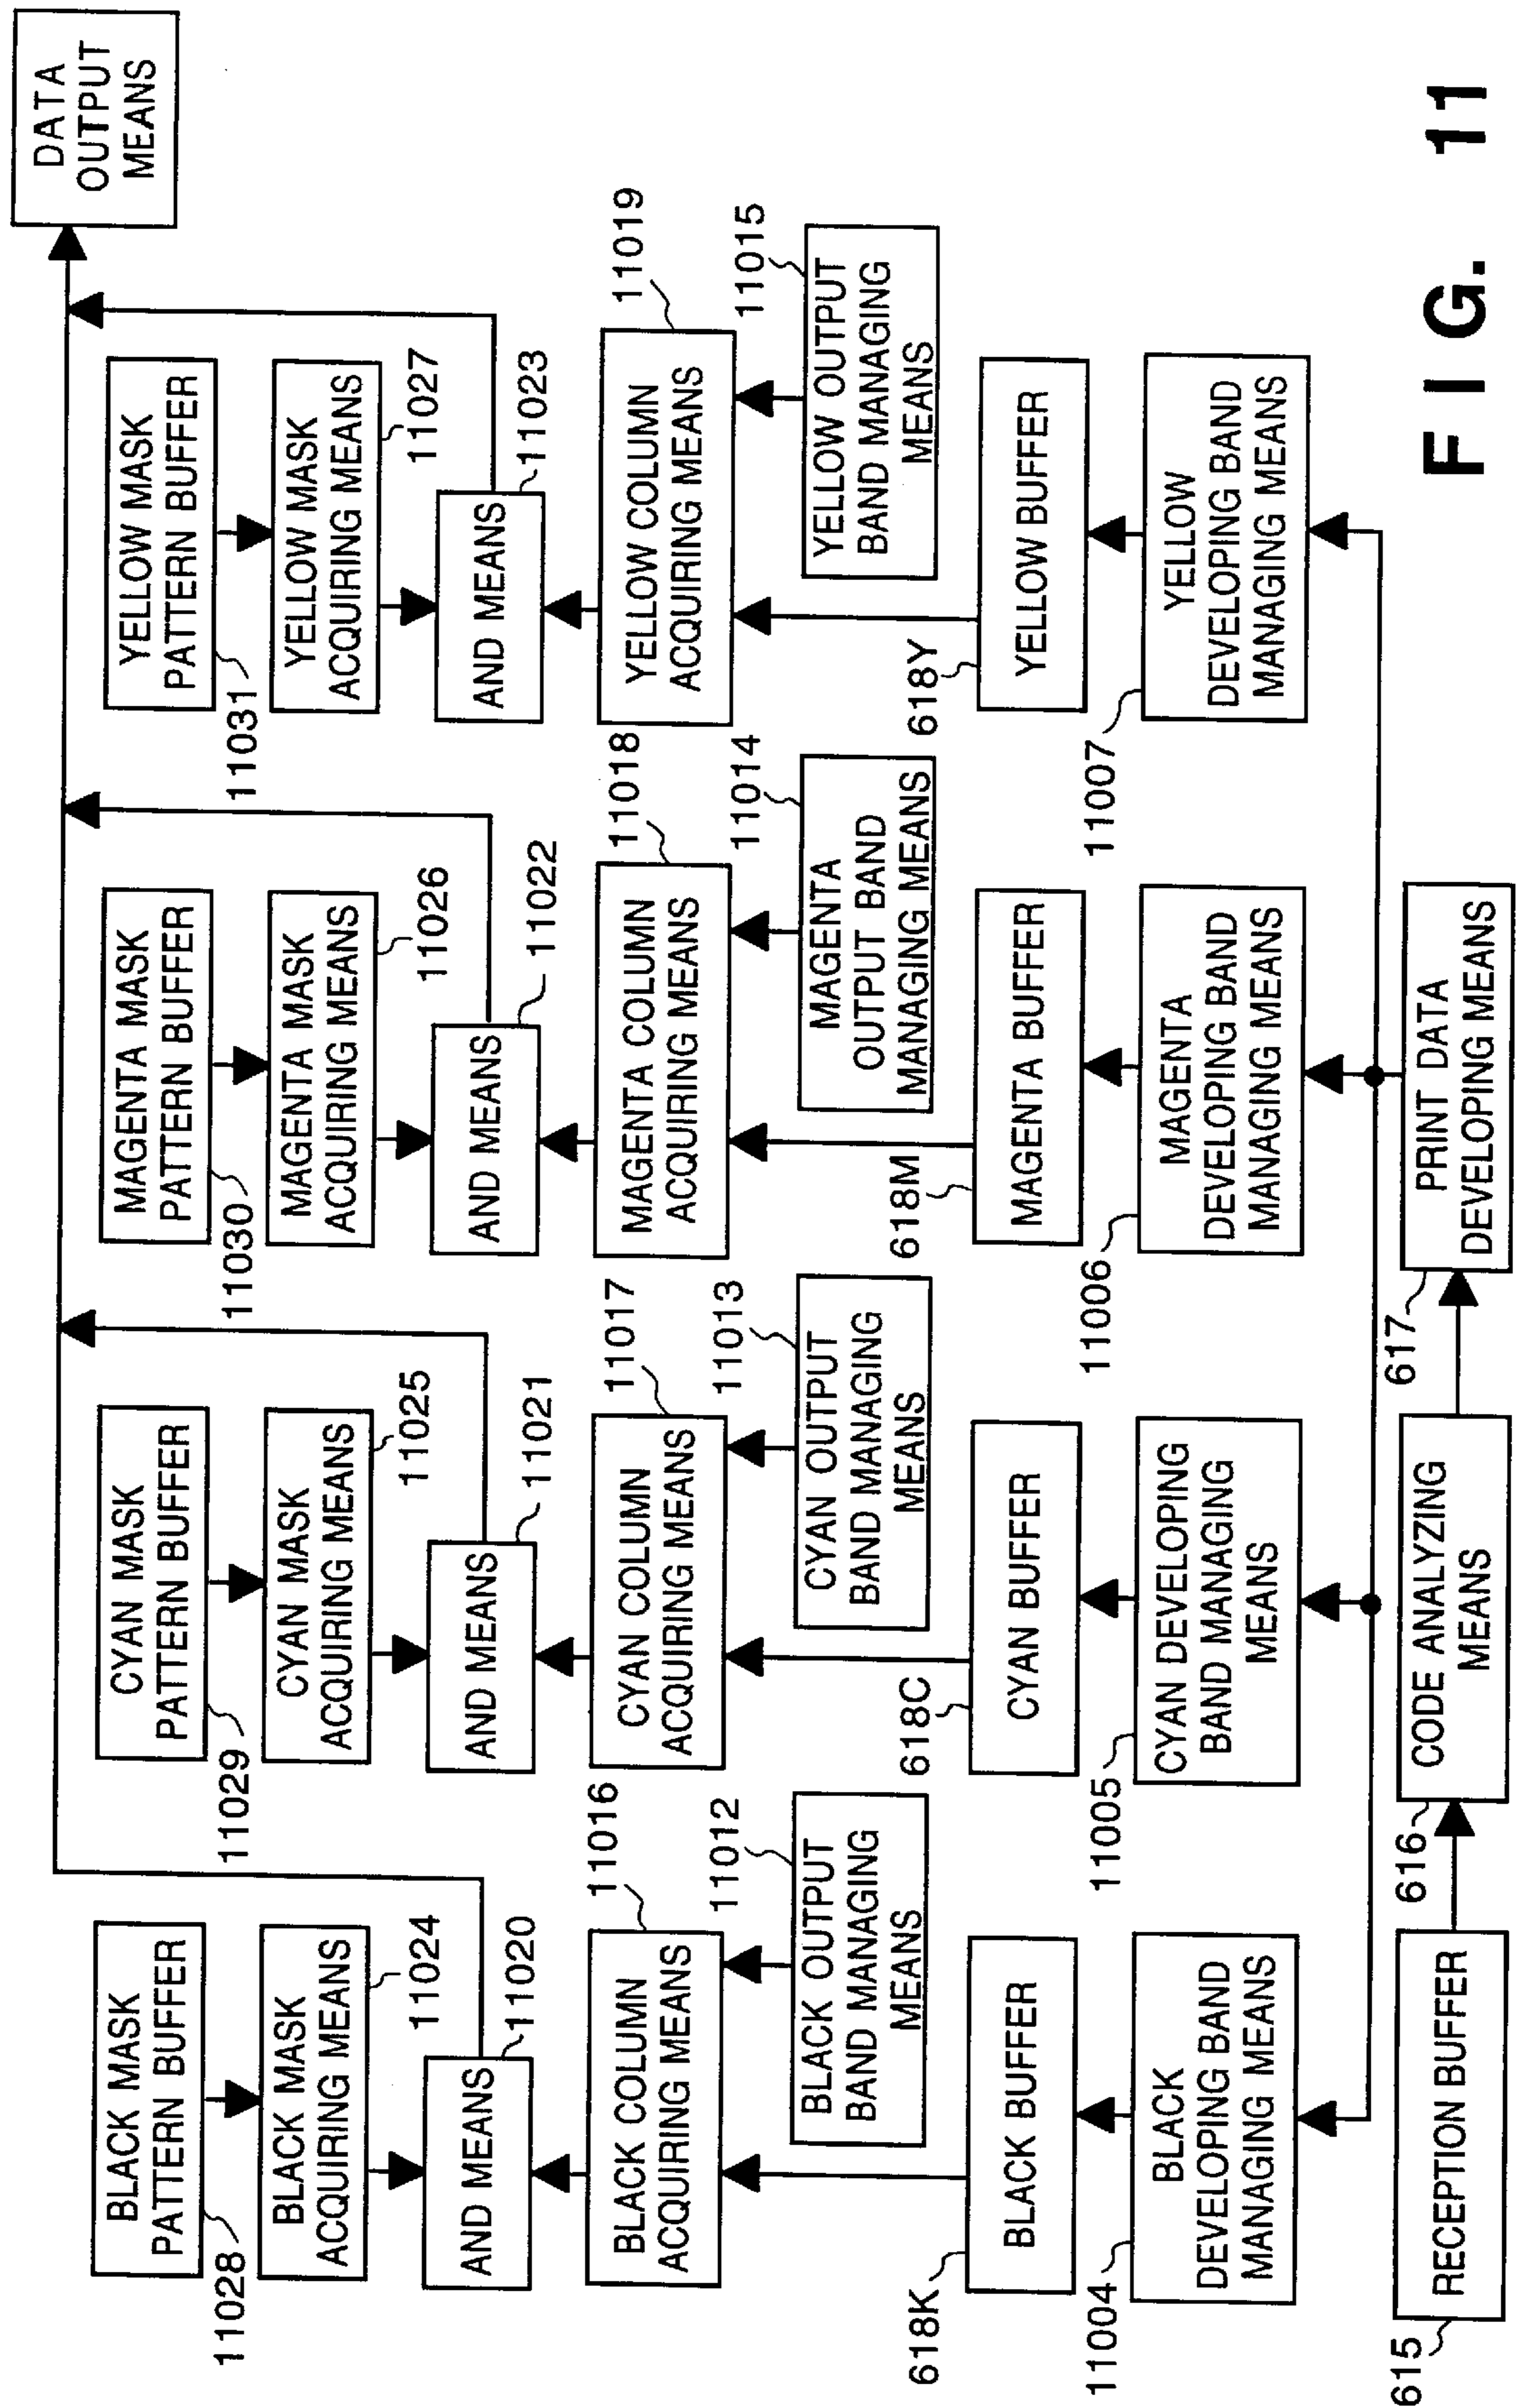 DATA
OUTPUT
MEANS
BLACK MASK
PATTERN BUFFER
11028
BLACK MASK
ACQUIRING MEANS
11024
AND MEANS
11020
BLACK COLUMN
ACQUIRING MEANS
11016
BLACK OUTPUT
BAND MANAGING
MEANS
11012
BLACK BUFFER
618K
BLACK
DEVELOPING BAND
MANAGING MEANS
11004
CYAN MASK
PATTERN BUFFER
11029
CYAN MASK
ACQUIRING MEANS
11025
AND MEANS
11021
CYAN COLUMN
ACQUIRING MEANS
11017
CYAN OUTPUT
BAND MANAGING
MEANS
11013
CYAN BUFFER
618C
CYAN DEVELOPING
BAND MANAGING
MEANS
11005
MAGENTA MASK
PATTERN BUFFER
11030
MAGENTA MASK
ACQUIRING MEANS
11026
AND MEANS
11022
MAGENTA COLUMN
ACQUIRING MEANS
11018
MAGENTA
OUTPUT BAND
MANAGING MEANS
11014
MAGENTA BUFFER
618M
MAGENTA
DEVELOPING BAND
MANAGING MEANS
11006
YELLOW MASK
PATTERN BUFFER
11031
YELLOW MASK
ACQUIRING MEANS
11027
AND MEANS
11023
YELLOW COLUMN
ACQUIRING MEANS
11019
YELLOW OUTPUT
BAND MANAGING
MEANS
11015
YELLOW BUFFER
618Y
YELLOW
DEVELOPING BAND
MANAGING MEANS
11007
RECEPTION BUFFER
615
CODE ANALYZING
MEANS
616
PRINT DATA
DEVELOPING MEANS
617
FIG. 11